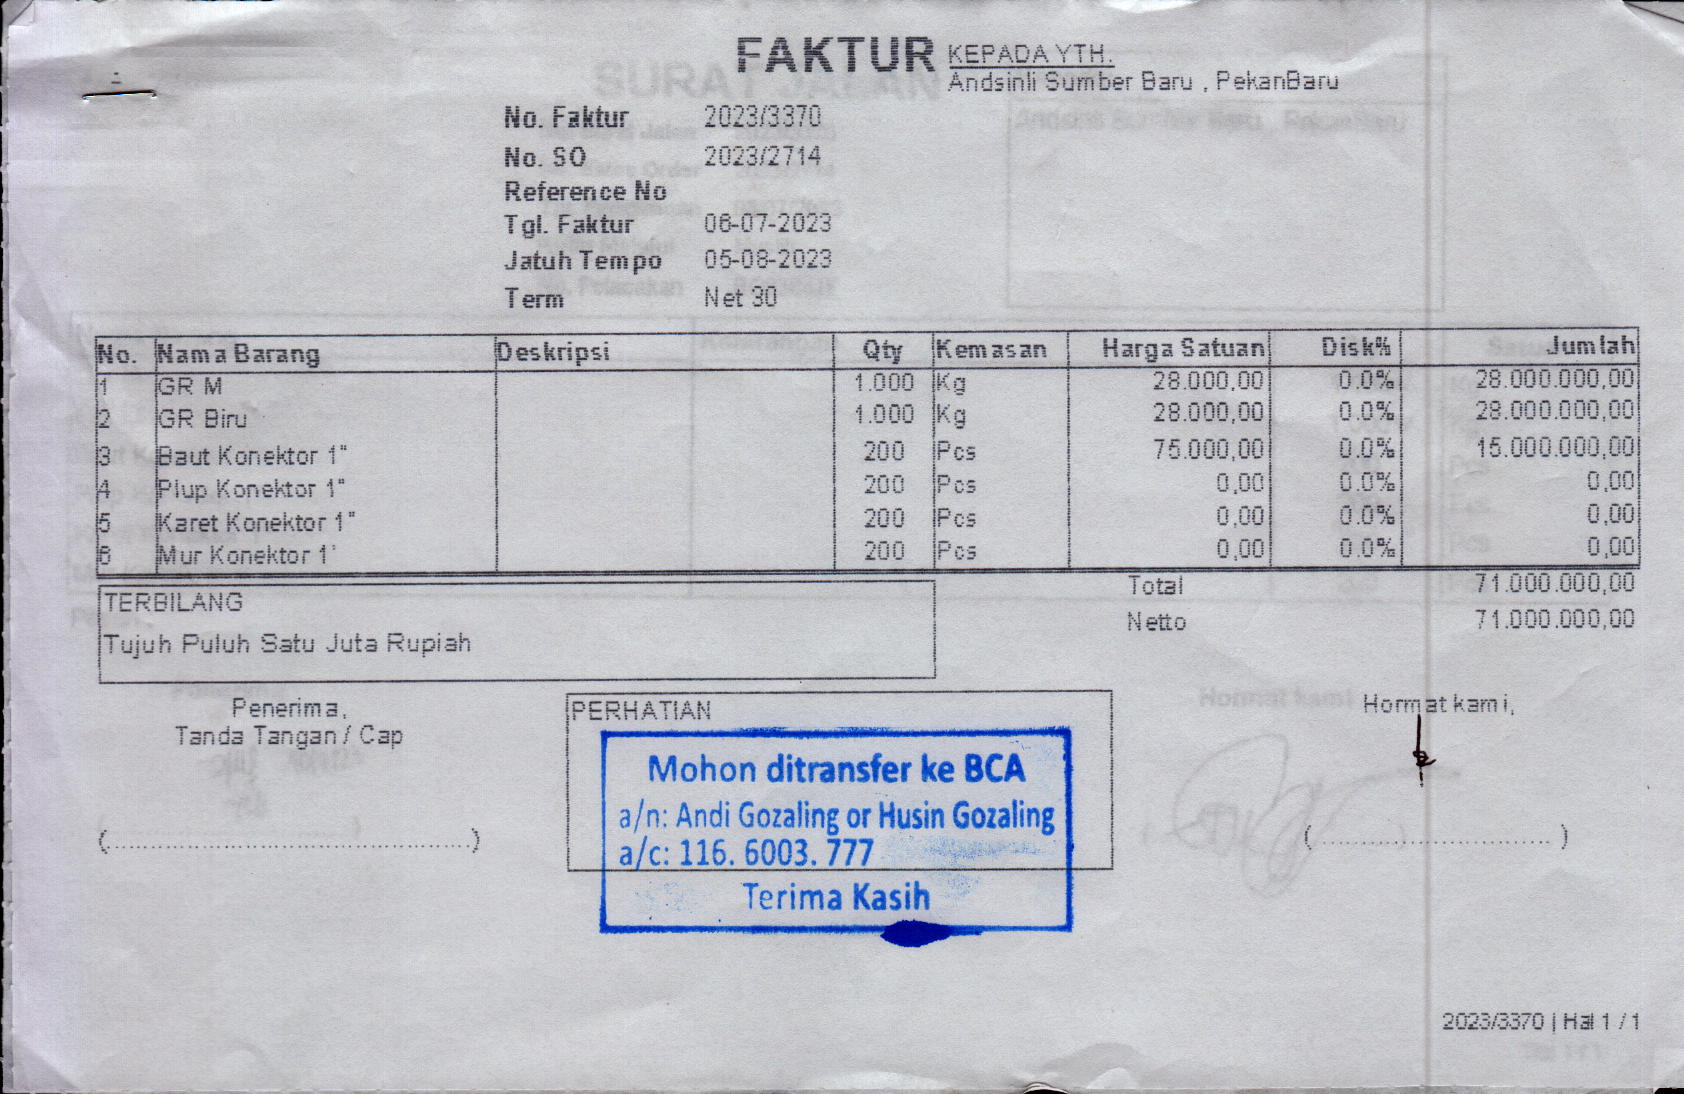 FAKTUR
KEPADA YTH.
Andsinli Sumber Baru , PekanBaru
No. Faktur 2023/3370
No. SO 2023/2714
Reference No
Tgl. Faktur 06-07-2023
Jatuh Tempo 05-08-2023
Term Net 30
No. Nama Barang Deskripsi Qty Kemasan Harga Satuan Disk% Jumlah
1 GR M 1.000 Kg 28.000,00 0.0% 28.000.000,00
2 GR Biru 1.000 Kg 28.000,00 0.0% 28.000.000,00
3 Baut Konektor 1" 200 Pcs 75.000,00 0.0% 15.000.000,00
4 Plup Konektor 1" 200 Pcs 0,00 0.0% 0,00
5 Karet Konektor 1" 200 Pcs 0,00 0.0% 0,00
6 Mur Konektor 1' 200 Pcs 0,00 0.0% 0,00
Total 71.000.000,00
Netto 71.000.000,00
TERBILANG
Tujuh Puluh Satu Juta Rupiah
Penerima,
Tanda Tangan / Cap
(..........................................................)
PERHATIAN
Mohon ditransfer ke BCA
a/n: Andi Gozaling or Husin Gozaling
a/c: 116. 6003. 777
Terima Kasih
Hormat kami,
(....................................)
2023/3370 | Hal 1 / 1